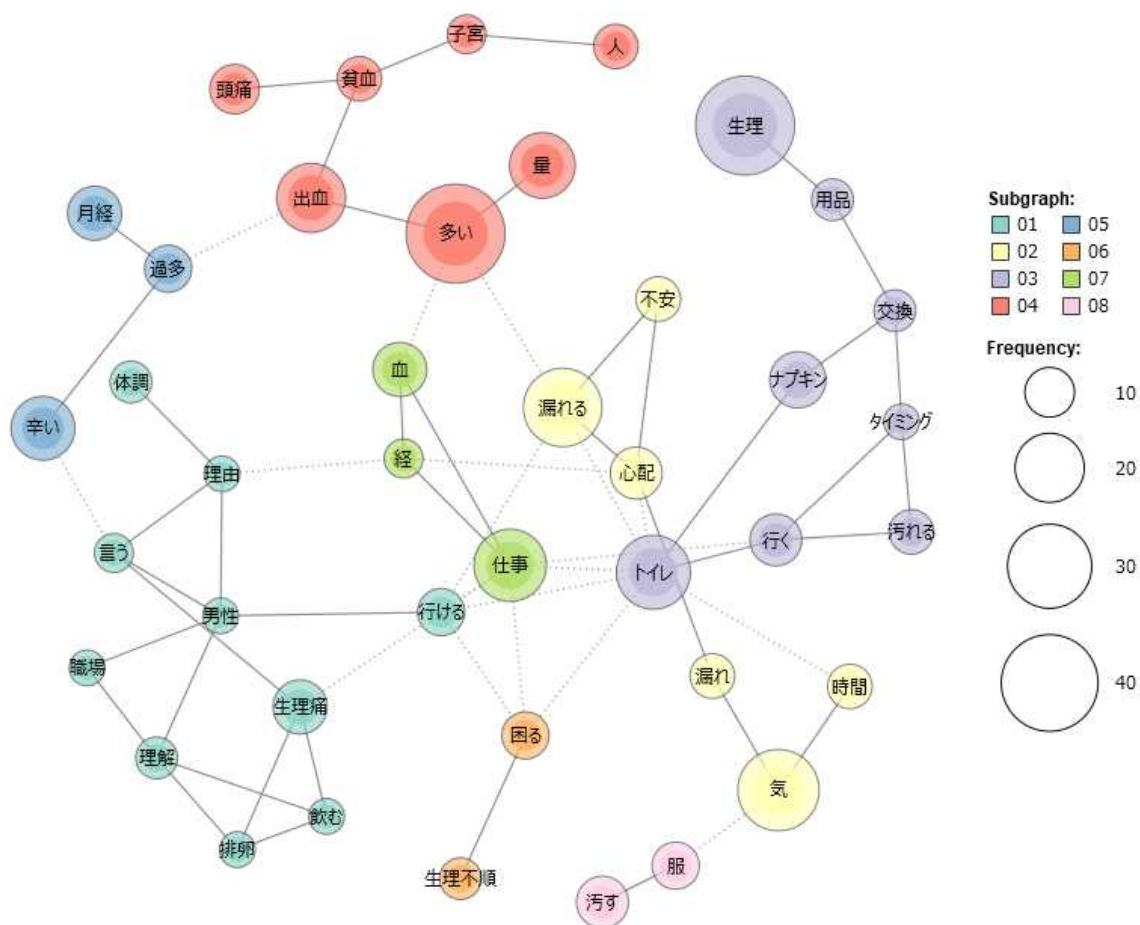 子宮
人
貧血
頭痛
生理
量
出血
用品
月経
多い
過多
不安
交換
血
体調
ナプキン
漏れる
タイミング
辛い
経
理由
心配
汚れる
行く
言う
仕事
トイレ
行ける
男性
職場
漏れ
時間
生理痛
困る
理解
気
飲む
排卵
服
生理不順
汚す
Subgraph:
01 05
02 06
03 07
04 08
Frequency:
10
20
30
40